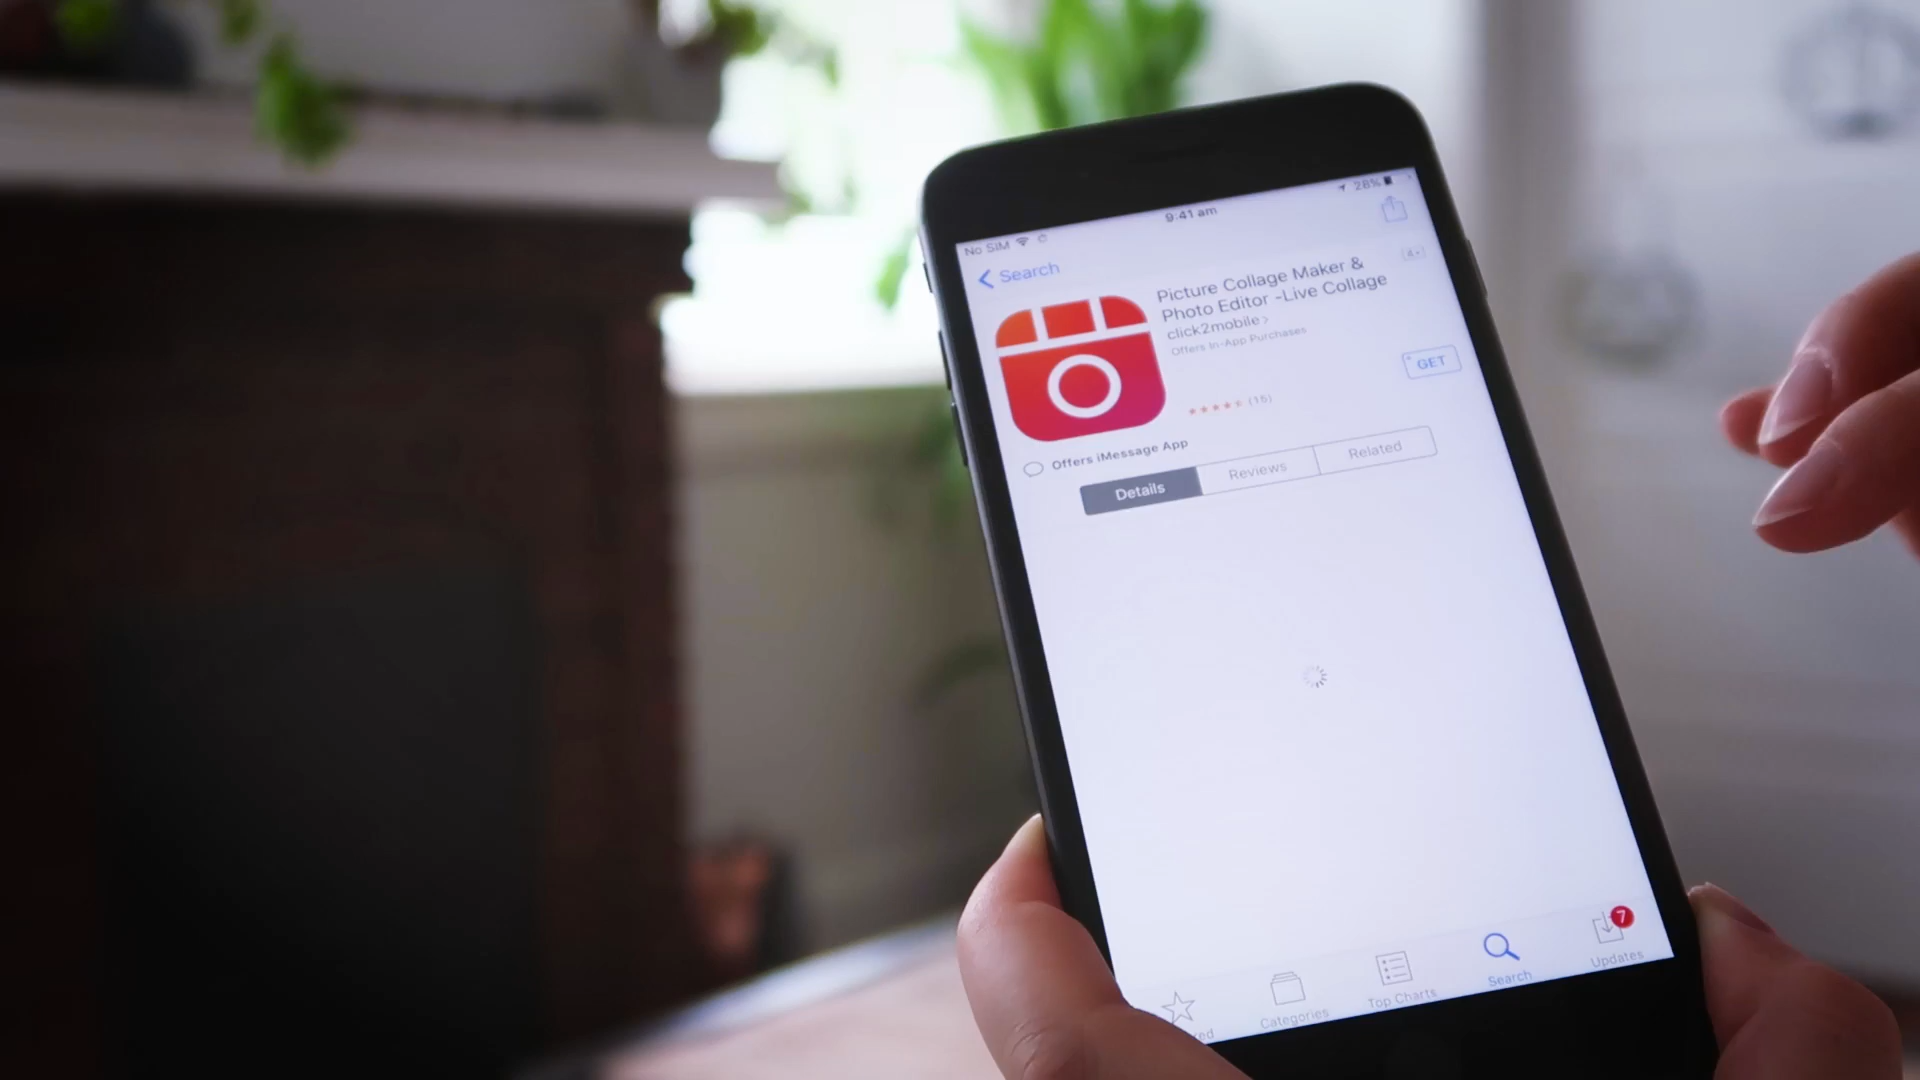 No SIM
9:41 am
28%
Search
4+
Picture Collage Maker &
Photo Editor -Live Collage
click2mobile >
Offers In-App Purchases
+ GET
(15)
Offers iMessage App
Details
Reviews
Related
7
Categories
Top Charts
Search
Updates